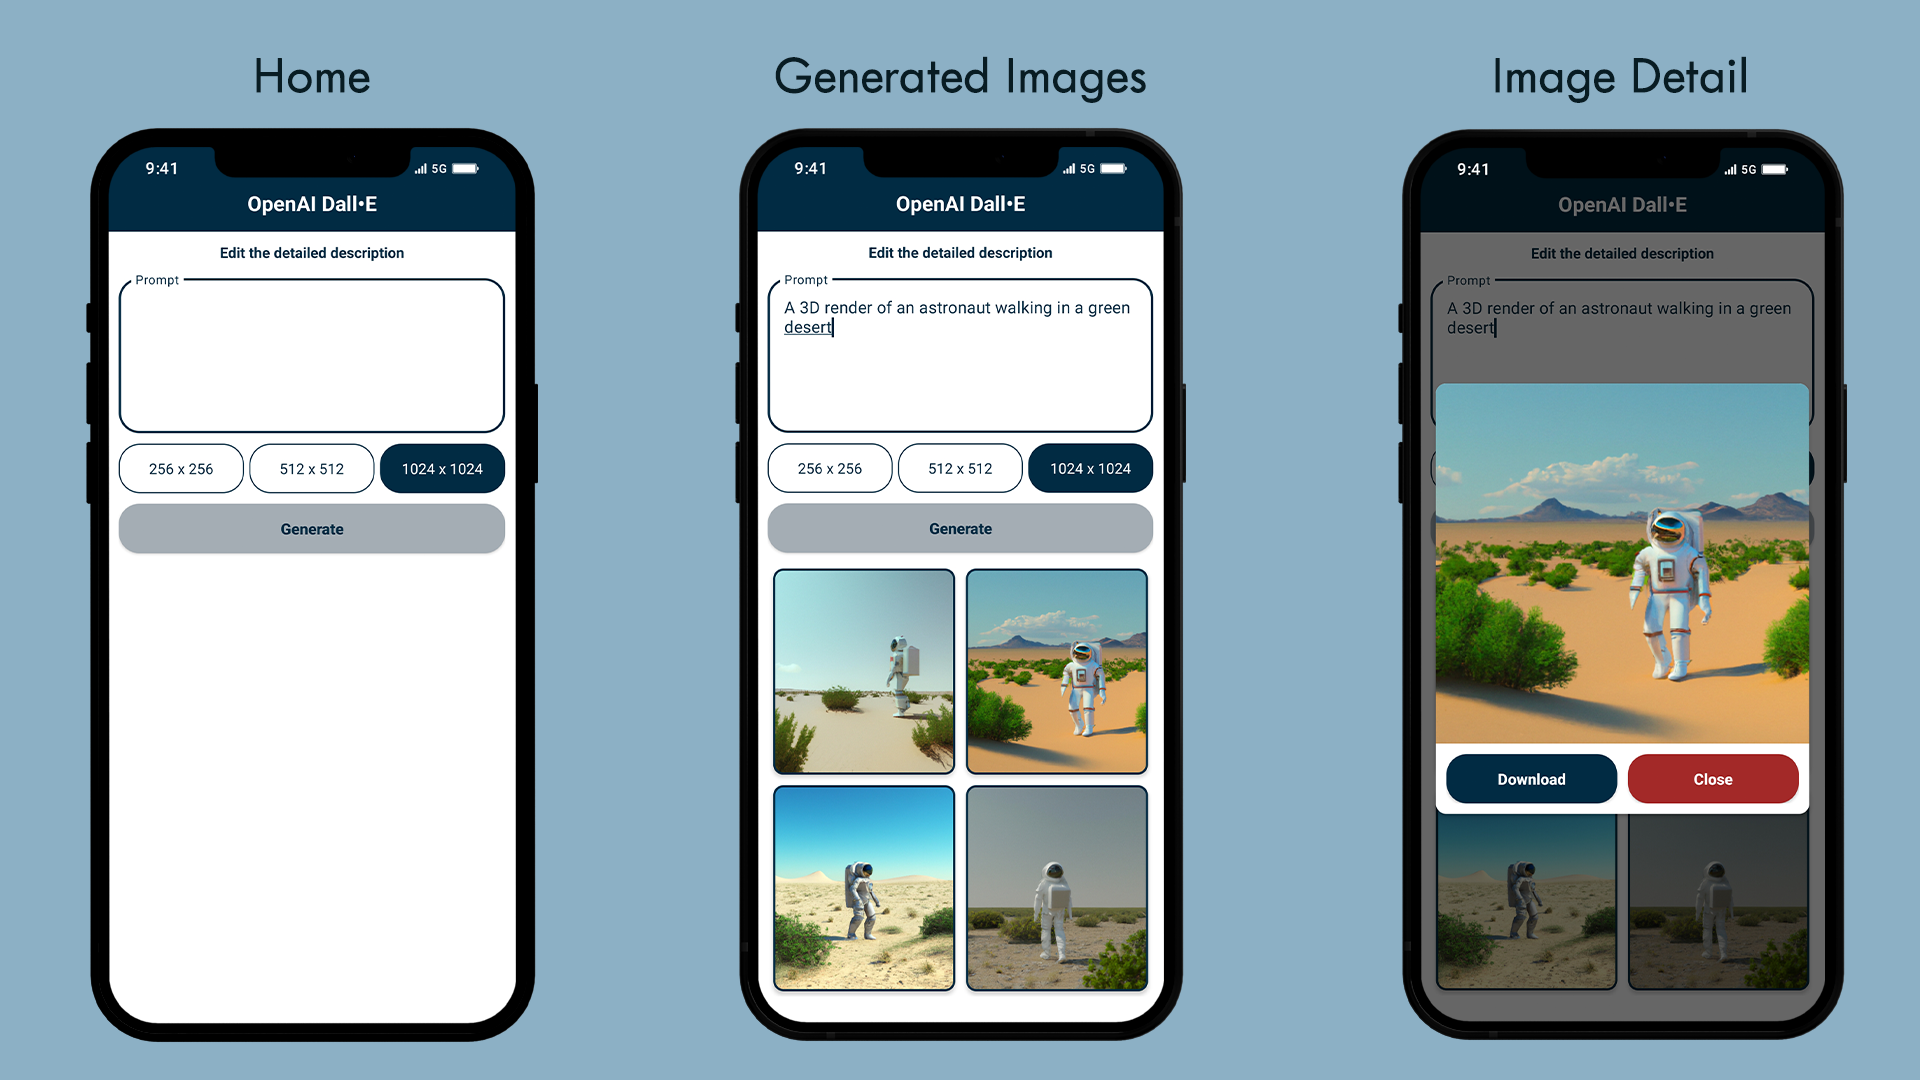 Home
9:41
5G
OpenAI Dall•E
Edit the detailed description
Prompt
256 x 256
512 x 512
1024 x 1024
Generate
Generated Images
9:41
5G
OpenAI Dall•E
Edit the detailed description
Prompt
A 3D render of an astronaut walking in a green
desert
256 x 256
512 x 512
1024 x 1024
Generate
Image Detail
9:41
5G
OpenAI Dall•E
Edit the detailed description
Prompt
A 3D render of an astronaut walking in a green
desert
Download
Close